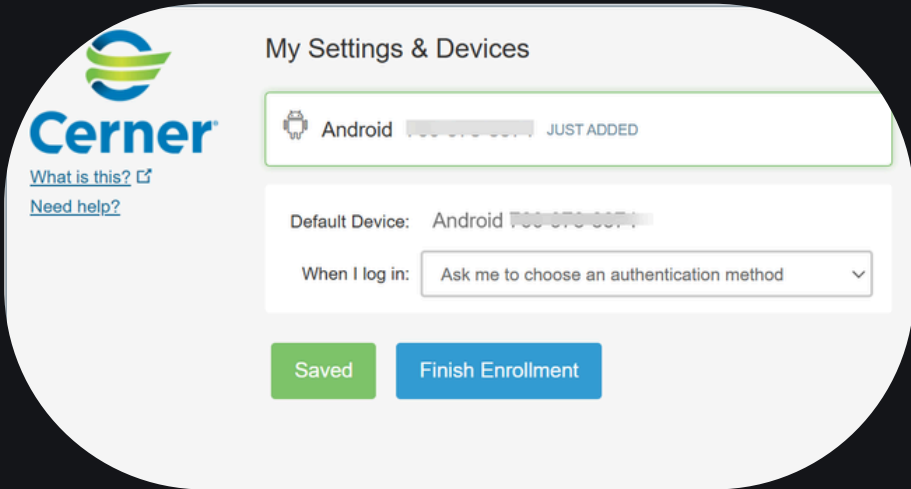 Cerner
What is this?
Need help?
My Settings & Devices
Android JUST ADDED
Default Device: Android
When I log in: Ask me to choose an authentication method
Saved Finish Enrollment